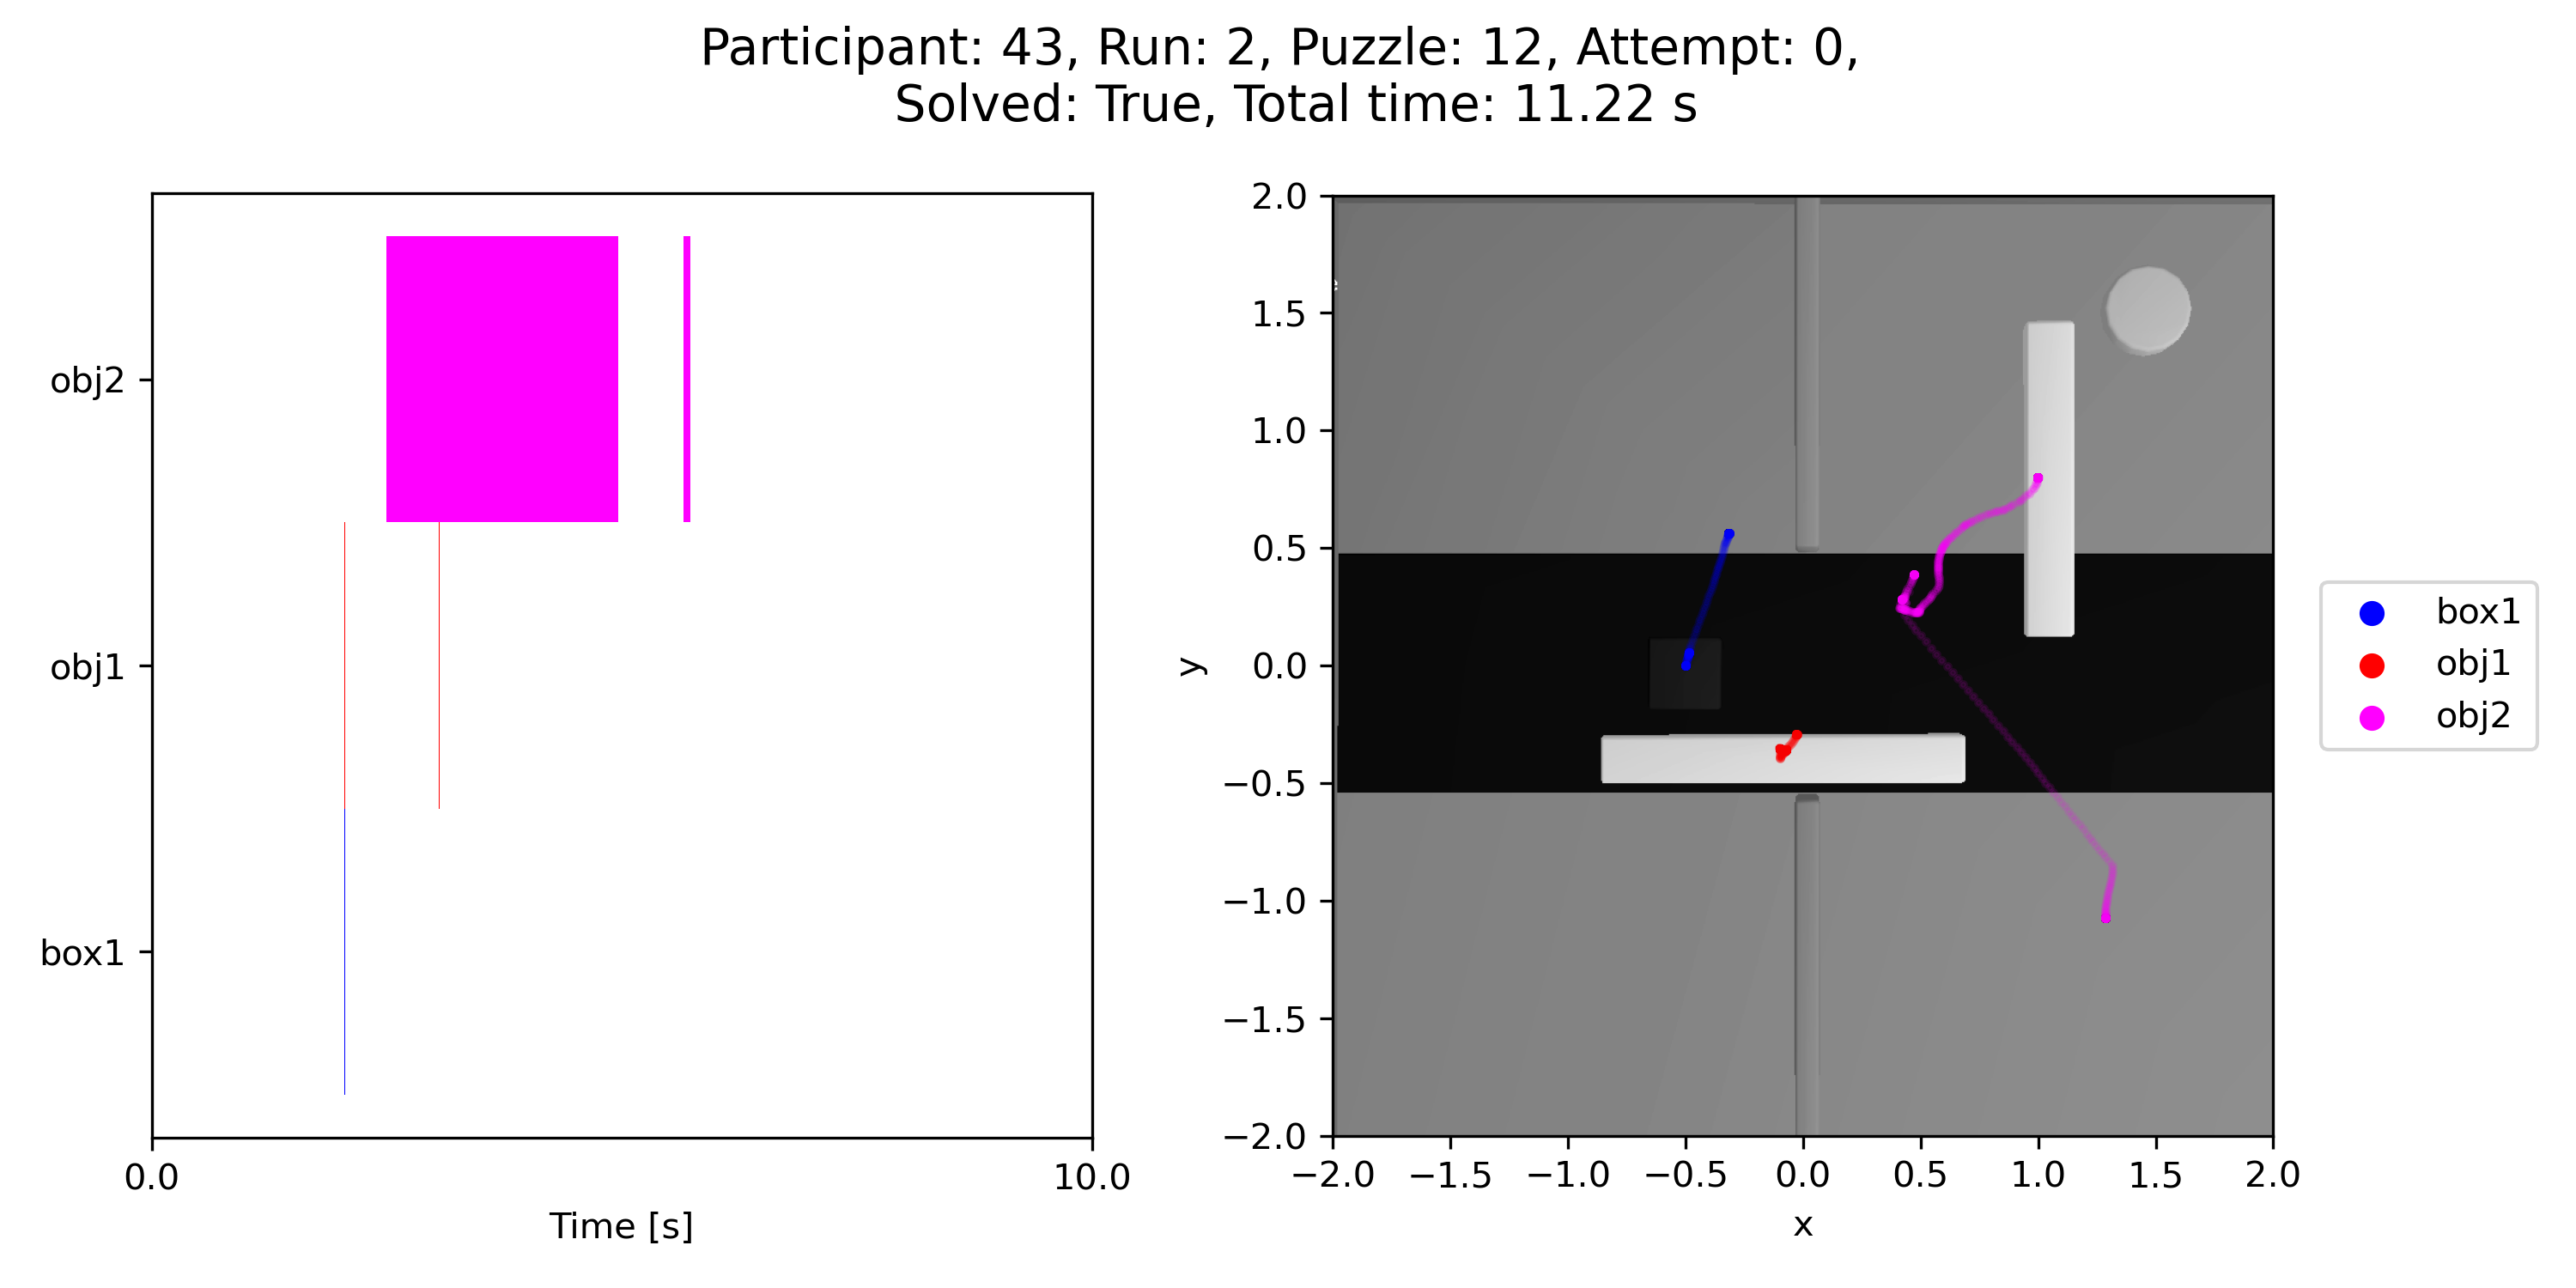 Participant: 43, Run: 2, Puzzle: 12, Attempt: 0,
Solved: True, Total time: 11.22 s
obj2
obj1
box1
0.0 10.0
Time [s]
y
2.0
1.5
1.0
0.5
0.0
−0.5
−1.0
−1.5
−2.0
−2.0 −1.5 −1.0 −0.5 0.0 0.5 1.0 1.5 2.0
x
e
box1
obj1
obj2